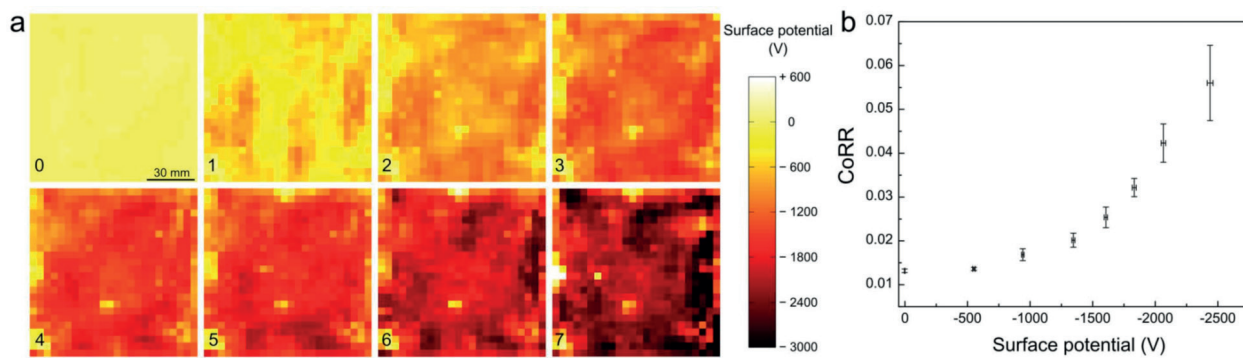 a
0
30 mm
1
2
3
4
5
6
7
Surface potential
(V)
+ 600
0
− 600
− 1200
− 1800
− 2400
− 3000
b
0.07
0.06
0.05
0.04
0.03
0.02
0.01
CoRR
0 -500 -1000 -1500 -2000 -2500
Surface potential (V)